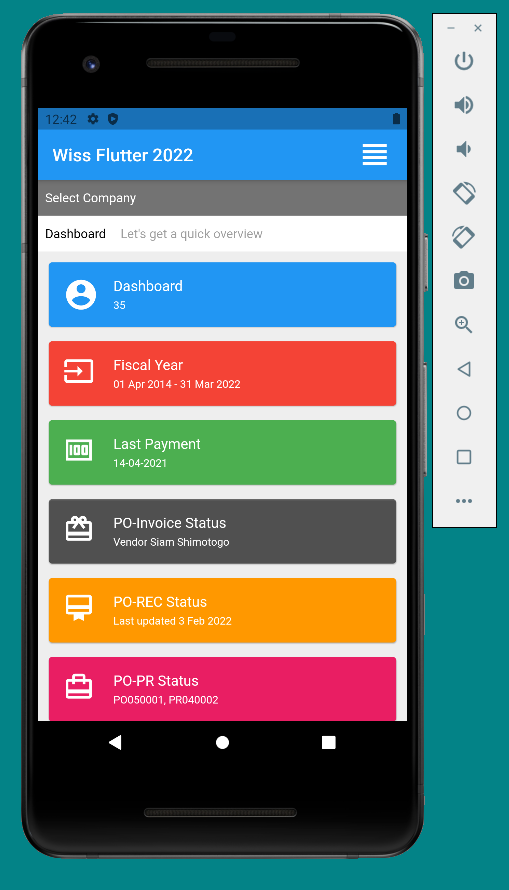 12:42
Wiss Flutter 2022
Select Company
Dashboard Let's get a quick overview
Dashboard
35
Fiscal Year
01 Apr 2014 - 31 Mar 2022
100
Last Payment
14-04-2021
PO-Invoice Status
Vendor Siam Shimotogo
PO-REC Status
Last updated 3 Feb 2022
PO-PR Status
PO050001, PR040002